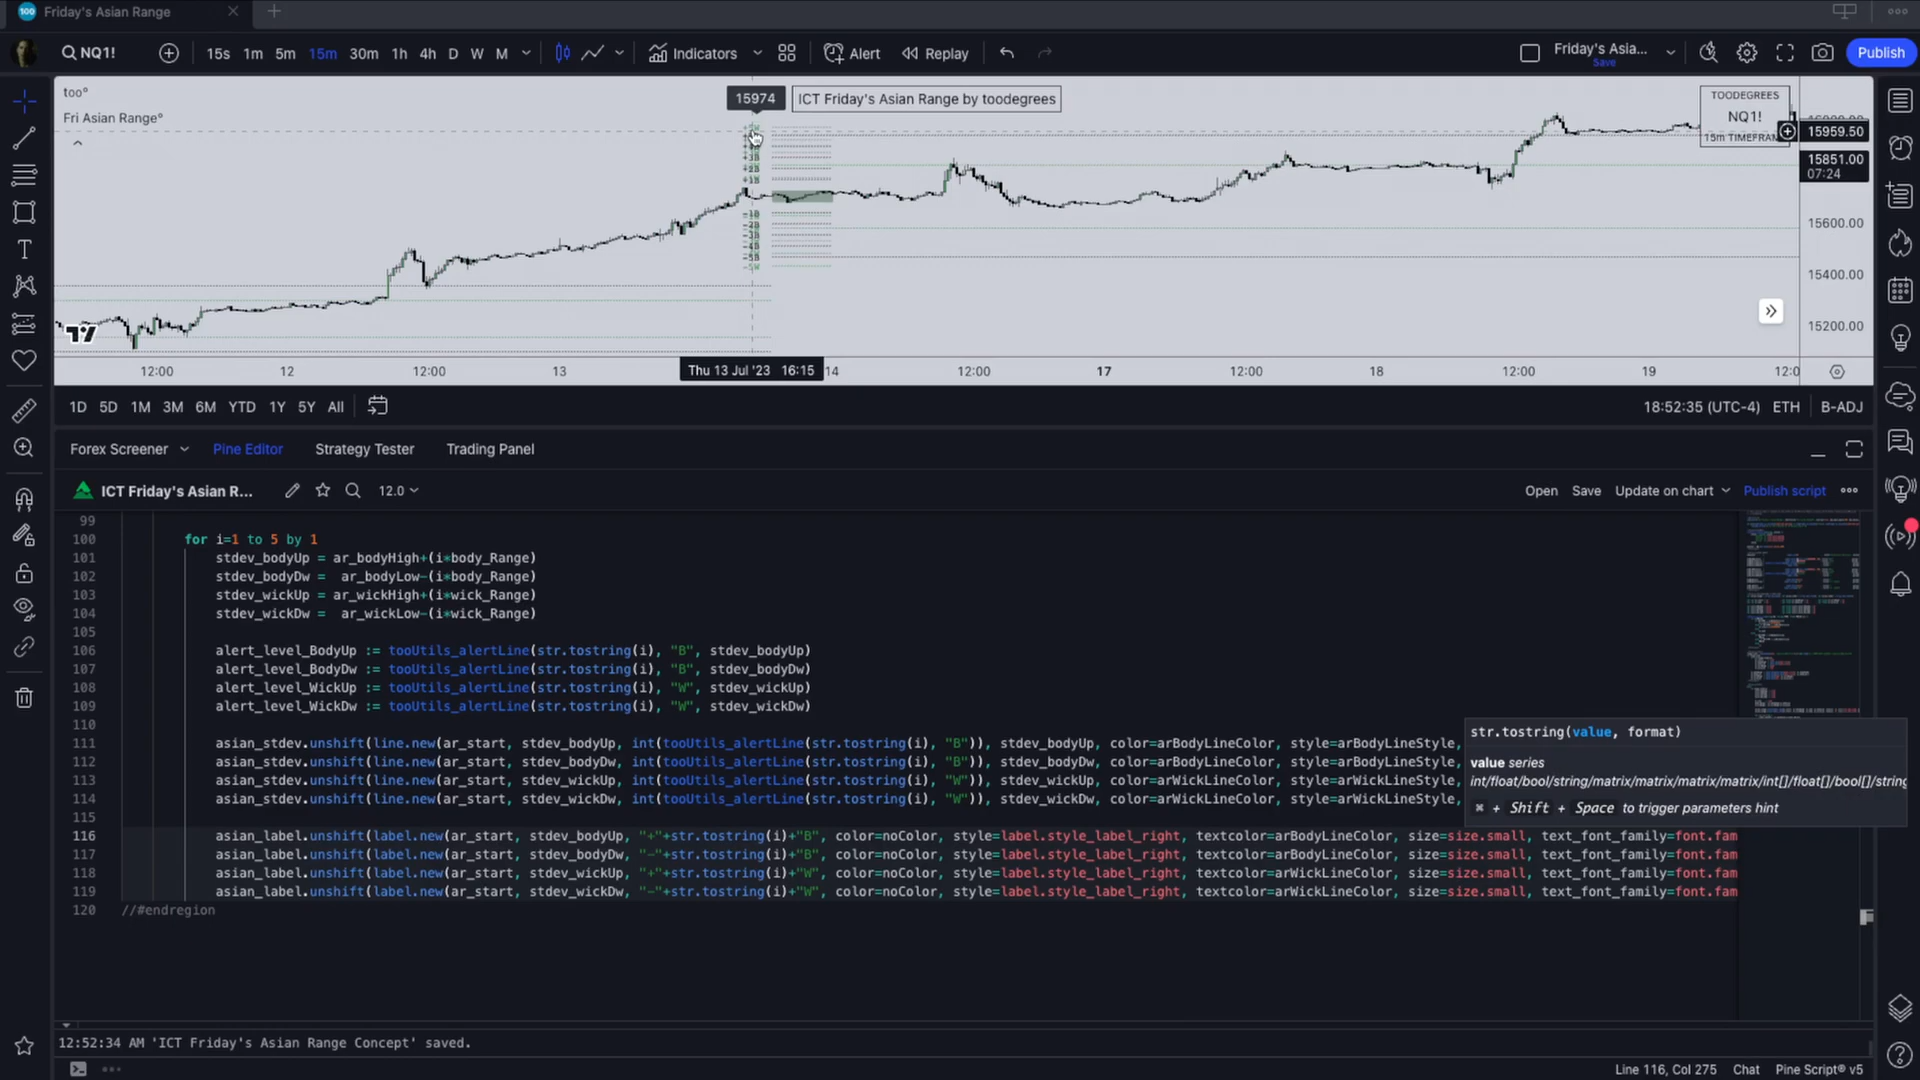 Friday's Asian Range
NQ1!
15s 1m 5m 15m 30m 1h 4h D W M
Indicators
Alert
Replay
Friday's Asia...
Save
Publish
too°
Fri Asian Range°
15974
ICT Friday's Asian Range by toodegrees
TOODEGREES
NQ1!
15m TIMEFRAM
15959.50
15851.00
07:24
15600.00
15400.00
15200.00
12:00 12 12:00 13 Thu 13 Jul '23 16:15 14 12:00 17 12:00 18 12:00 19 12:0
1D 5D 1M 3M 6M YTD 1Y 5Y All
18:52:35 (UTC-4) ETH B-ADJ
Forex Screener Pine Editor Strategy Tester Trading Panel
ICT Friday's Asian R... 12.0
Open Save Update on chart Publish script
99
100 for i=1 to 5 by 1
101 stdev_bodyUp = ar_bodyHigh+(i*body_Range)
102 stdev_bodyDw =  ar_bodyLow-(i*body_Range)
103 stdev_wickUp = ar_wickHigh+(i*wick_Range)
104 stdev_wickDw =  ar_wickLow-(i*wick_Range)
105
106 alert_level_BodyUp := tooUtils_alertLine(str.tostring(i), "B", stdev_bodyUp)
107 alert_level_BodyDw := tooUtils_alertLine(str.tostring(i), "B", stdev_bodyDw)
108 alert_level_WickUp := tooUtils_alertLine(str.tostring(i), "W", stdev_wickUp)
109 alert_level_WickDw := tooUtils_alertLine(str.tostring(i), "W", stdev_wickDw)
110
111 asian_stdev.unshift(line.new(ar_start, stdev_bodyUp, int(tooUtils_alertLine(str.tostring(i), "B")), stdev_bodyUp, color=arBodyLineColor, style=arBodyLineStyle,
112 asian_stdev.unshift(line.new(ar_start, stdev_bodyDw, int(tooUtils_alertLine(str.tostring(i), "B")), stdev_bodyDw, color=arBodyLineColor, style=arBodyLineStyle,
113 asian_stdev.unshift(line.new(ar_start, stdev_wickUp, int(tooUtils_alertLine(str.tostring(i), "W")), stdev_wickUp, color=arWickLineColor, style=arWickLineStyle,
114 asian_stdev.unshift(line.new(ar_start, stdev_wickDw, int(tooUtils_alertLine(str.tostring(i), "W")), stdev_wickDw, color=arWickLineColor, style=arWickLineStyle,
115
116 asian_label.unshift(label.new(ar_start, stdev_bodyUp, "+"+str.tostring(i)+"B", color=noColor, style=label.style_label_right, textcolor=arBodyLineColor, size=size.small, text_font_family=font.fam
117 asian_label.unshift(label.new(ar_start, stdev_bodyDw, "-"+str.tostring(i)+"B", color=noColor, style=label.style_label_right, textcolor=arBodyLineColor, size=size.small, text_font_family=font.fam
118 asian_label.unshift(label.new(ar_start, stdev_wickUp, "+"+str.tostring(i)+"W", color=noColor, style=label.style_label_right, textcolor=arWickLineColor, size=size.small, text_font_family=font.fam
119 asian_label.unshift(label.new(ar_start, stdev_wickDw, "-"+str.tostring(i)+"W", color=noColor, style=label.style_label_right, textcolor=arWickLineColor, size=size.small, text_font_family=font.fam
120 //#endregion
str.tostring(value, format)
value series
int/float/bool/string/matrix/matrix/matrix/matrix/int[]/float[]/bool[]/string
⌘ + Shift + Space to trigger parameters hint
12:52:34 AM 'ICT Friday's Asian Range Concept' saved.
Line 116, Col 275 Chat Pine Script® v5